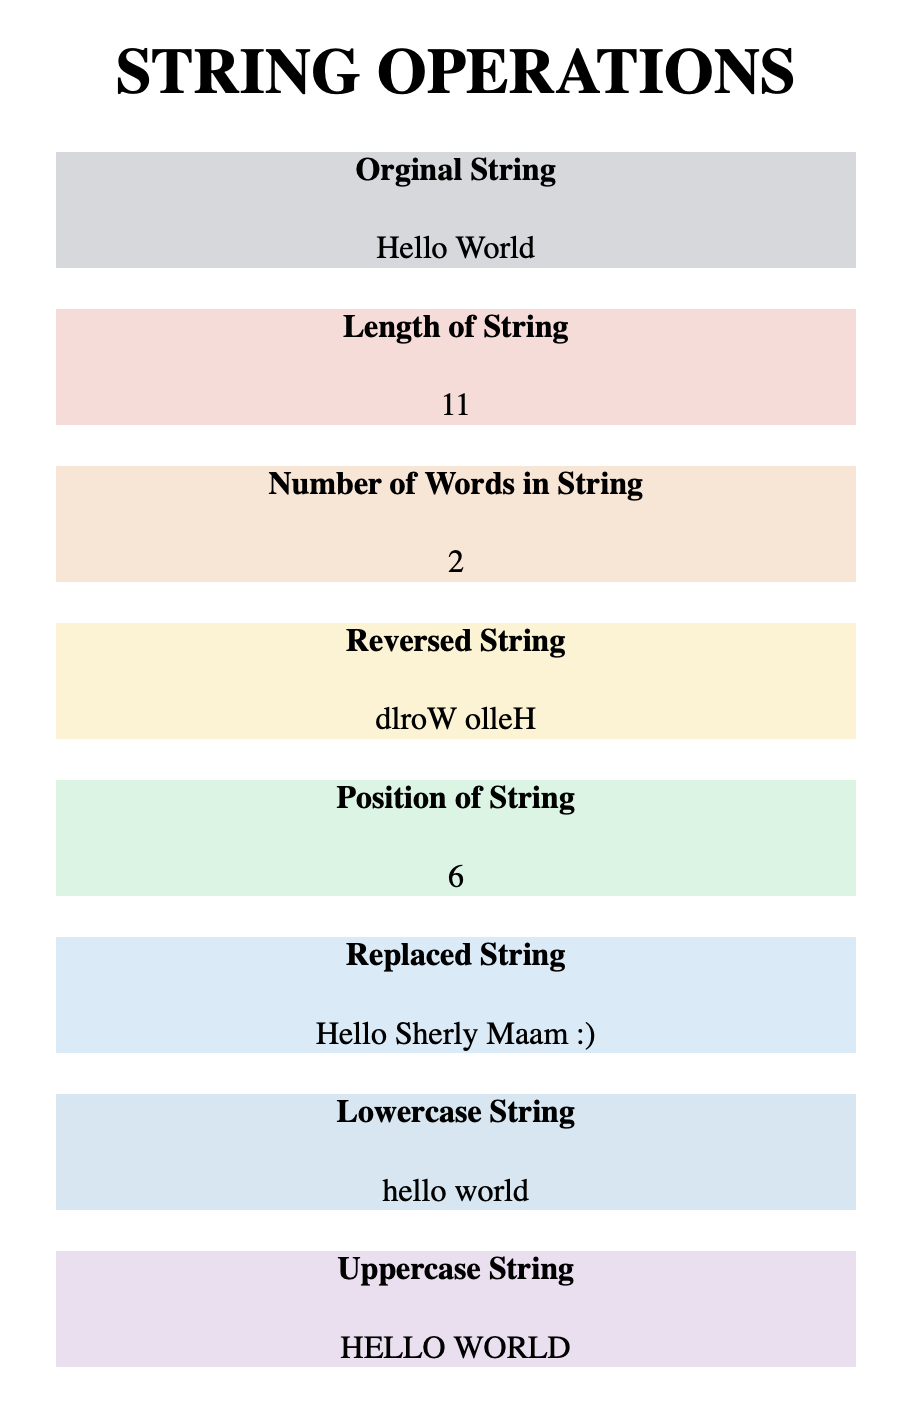 STRING OPERATIONS
Orginal String
Hello World
Length of String
11
Number of Words in String
2
Reversed String
dlroW olleH
Position of String
6
Replaced String
Hello Sherly Maam :)
Lowercase String
hello world
Uppercase String
HELLO WORLD